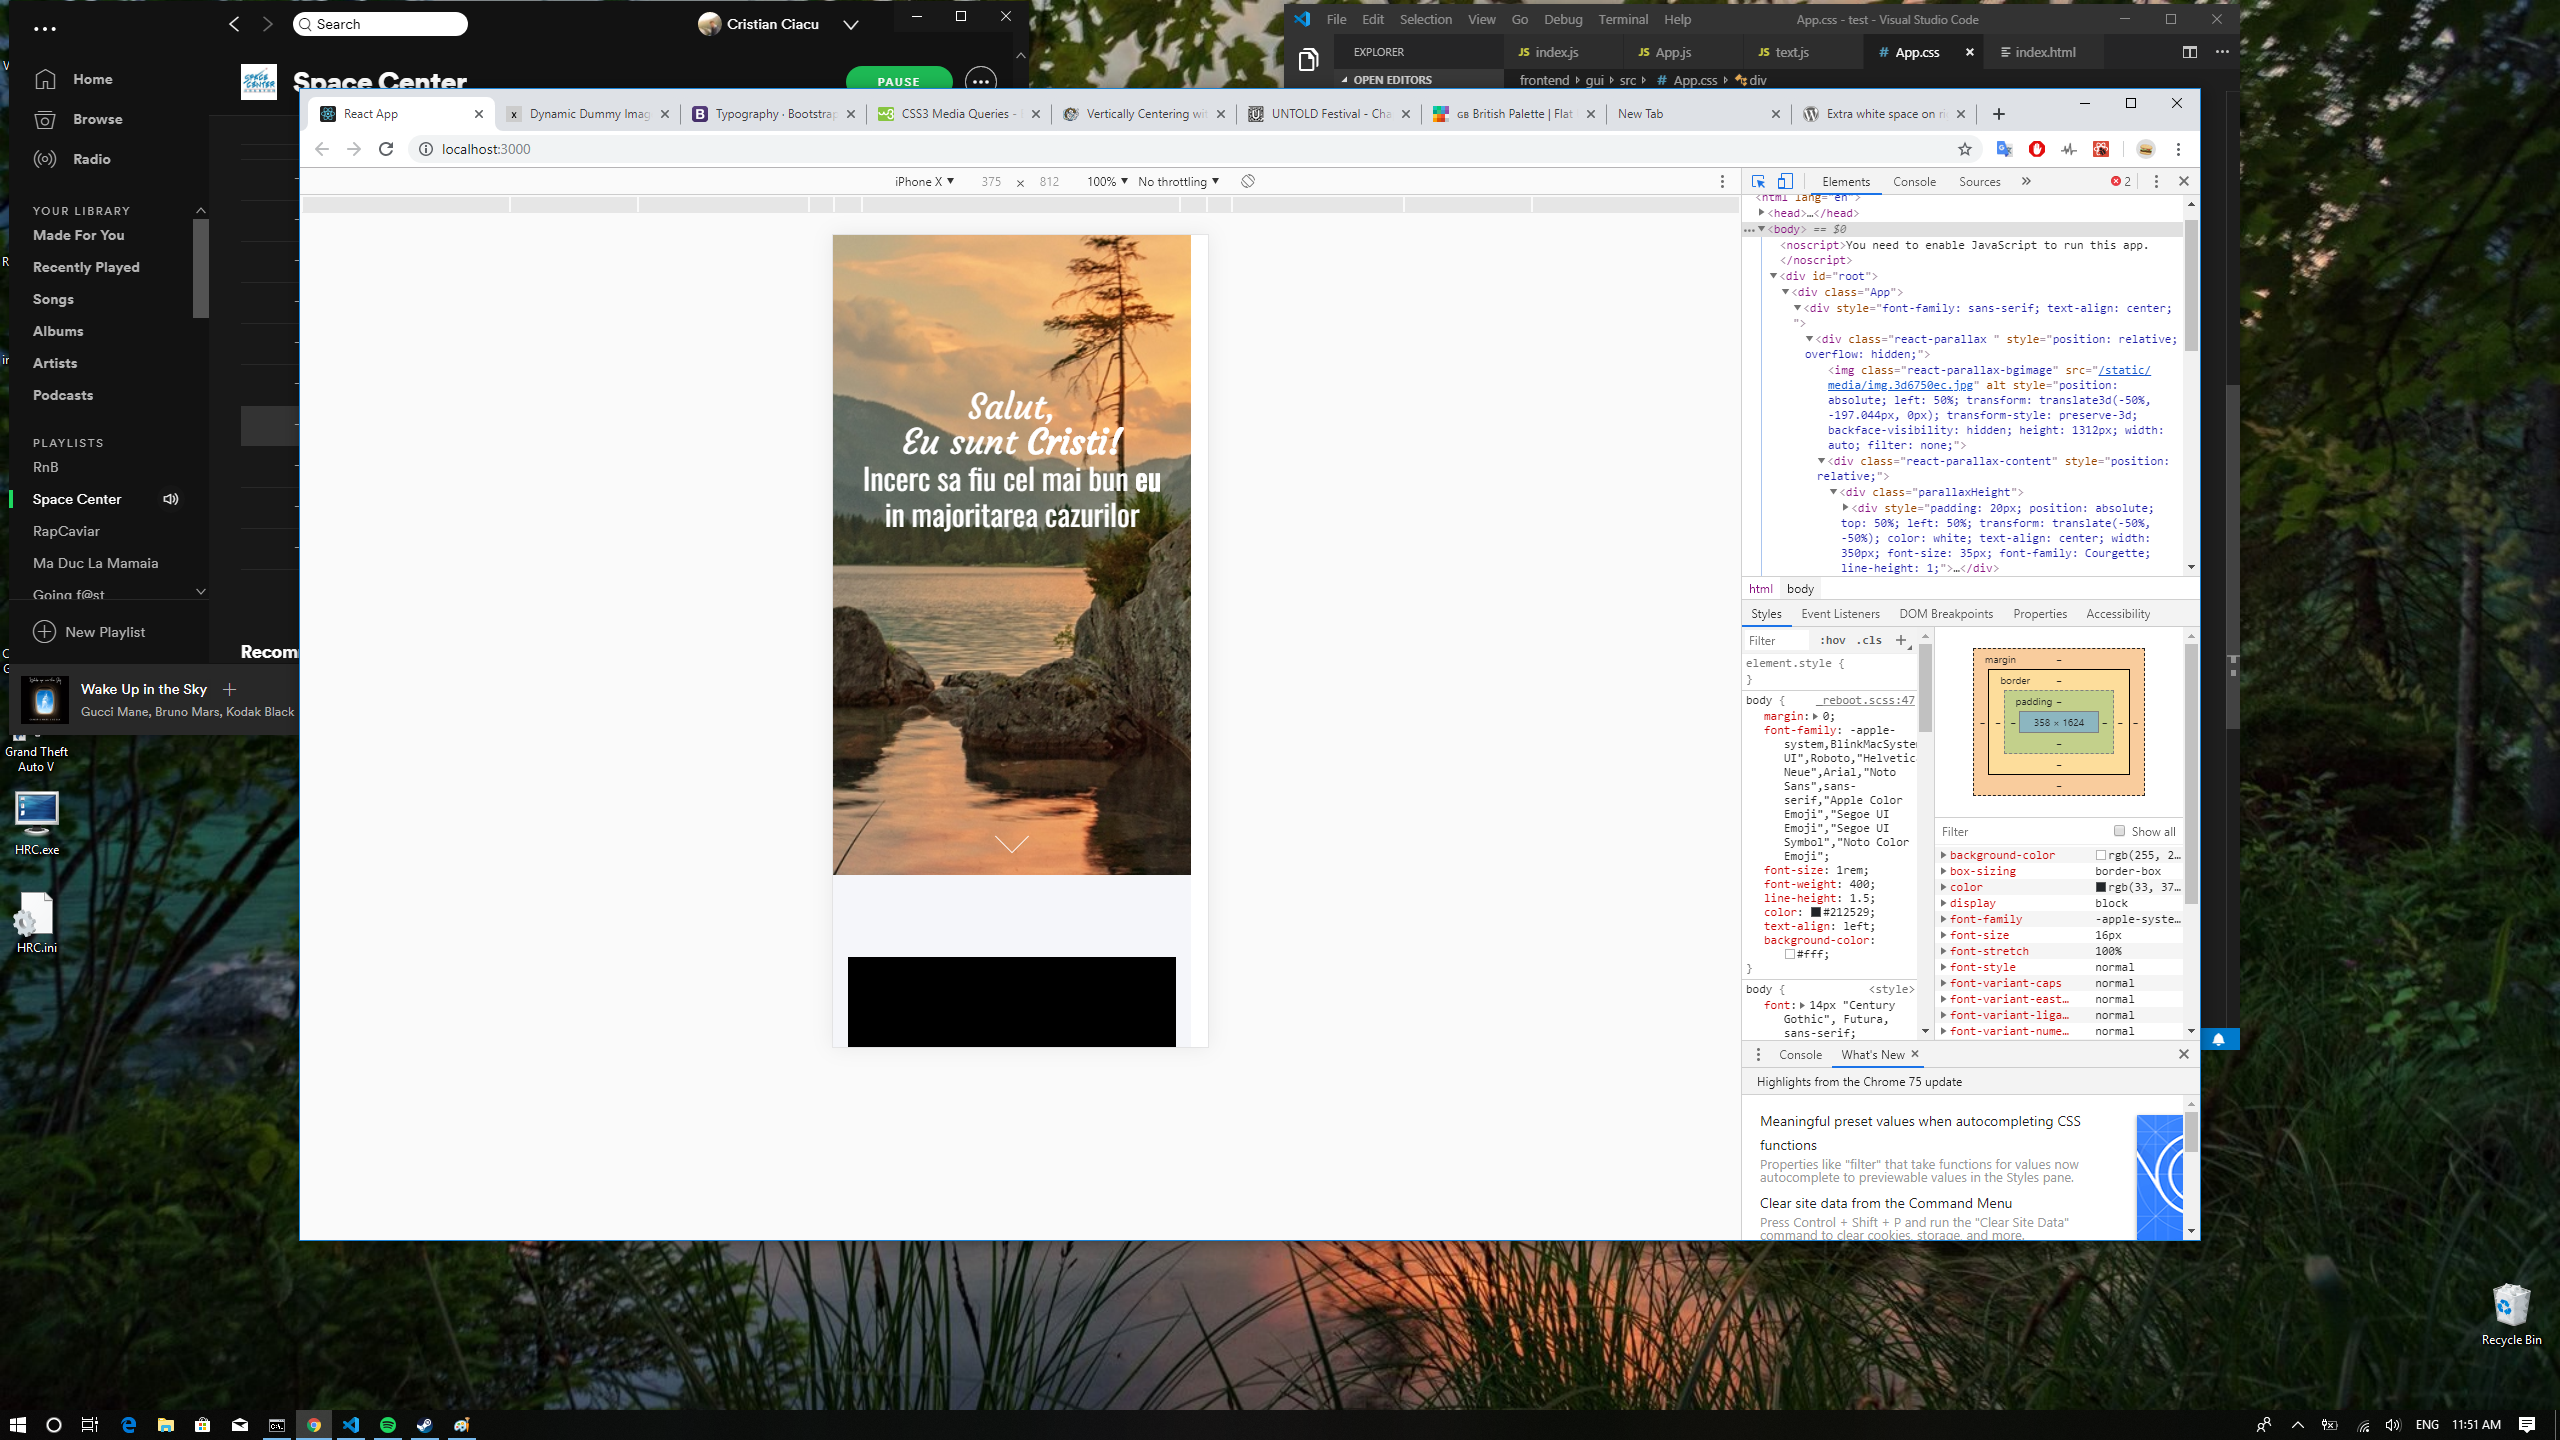 Search
Cristian Ciacu
Home
Browse
Radio
YOUR LIBRARY
Made For You
Recently Played
Songs
Albums
Artists
Podcasts
PLAYLISTS
RnB
Space Center
RapCaviar
Ma Duc La Mamaia
Going f@st
New Playlist
Space Center
PAUSE
Recom
Wake Up in the Sky
Gucci Mane, Bruno Mars, Kodak Black
Grand Theft
Auto V
HRC.exe
HRC.ini
File Edit Selection View Go Debug Terminal Help
App.css - test - Visual Studio Code
EXPLORER
OPEN EDITORS
JS index.js
JS App.js
JS text.js
# App.css
index.html
frontend gui src # App.css div
React App
Dynamic Dummy Imag
Typography · Bootstrap
CSS3 Media Queries -
Vertically Centering wit
UNTOLD Festival - Cha
GB British Palette | Flat
New Tab
Extra white space on ri
localhost:3000
iPhone X 375 × 812 100% No throttling
Salut,
Eu sunt Cristi!
Incerc sa fiu cel mai bun eu
in majoritarea cazurilor
Elements Console Sources » 2
<html lang="en">
<head>…</head>
<body> == $0
<noscript>You need to enable JavaScript to run this app.
</noscript>
<div id="root">
<div class="App">
<div style="font-family: sans-serif; text-align: center;
">
<div class="react-parallax " style="position: relative;
overflow: hidden;">
<img class="react-parallax-bgimage" src="/static/
media/img.3d6750ec.jpg" alt style="position:
absolute; left: 50%; transform: translate3d(-50%,
-197.044px, 0px); transform-style: preserve-3d;
backface-visibility: hidden; height: 1312px; width:
auto; filter: none;">
<div class="react-parallax-content" style="position:
relative;">
<div class="parallaxHeight">
<div style="padding: 20px; position: absolute;
top: 50%; left: 50%; transform: translate(-50%,
-50%); color: white; text-align: center; width:
350px; font-size: 35px; font-family: Courgette;
line-height: 1;">…</div>
html body
Styles Event Listeners DOM Breakpoints Properties Accessibility
Filter :hov .cls +
element.style {
}
body { _reboot.scss:47
margin: 0;
font-family: -apple-
system,BlinkMacSystem
UI",Roboto,"Helvetic
Neue",Arial,"Noto
Sans",sans-
serif,"Apple Color
Emoji","Segoe UI
Emoji","Segoe UI
Symbol","Noto Color
Emoji";
font-size: 1rem;
font-weight: 400;
line-height: 1.5;
color: #212529;
text-align: left;
background-color:
#fff;
}
body { <style>
font: 14px "Century
Gothic", Futura,
sans-serif;
margin –
border –
padding –
358 × 1624
Filter Show all
background-color rgb(255, 2…
box-sizing border-box
color rgb(33, 37…
display block
font-family -apple-syste…
font-size 16px
font-stretch 100%
font-style normal
font-variant-caps normal
font-variant-east… normal
font-variant-liga… normal
font-variant-nume… normal
Console What's New
Highlights from the Chrome 75 update
Meaningful preset values when autocompleting CSS
functions
Properties like "filter" that take functions for values now
autocomplete to previewable values in the Styles pane.
Clear site data from the Command Menu
Press Control + Shift + P and run the "Clear Site Data"
command to clear cookies, storage, and more.
Recycle Bin
ENG 11:51 AM